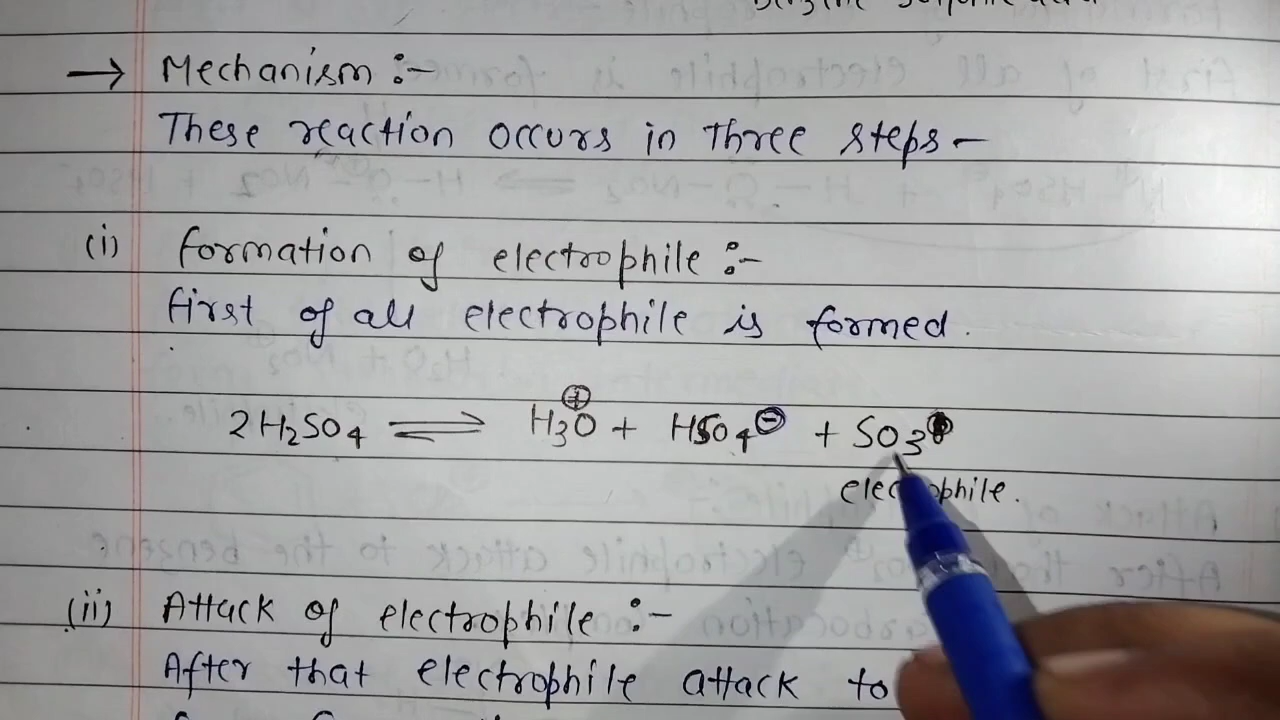 → Mechanism :-
These reaction occurs in three steps -
(i) formation of electrophile :-
first of all electrophile is formed.
2H₂SO₄ ⇌ H₃O⊕ + HSO₄⊖ + SO₃
electrophile.
(ii) Attack of electrophile :-
After that electrophile attack to